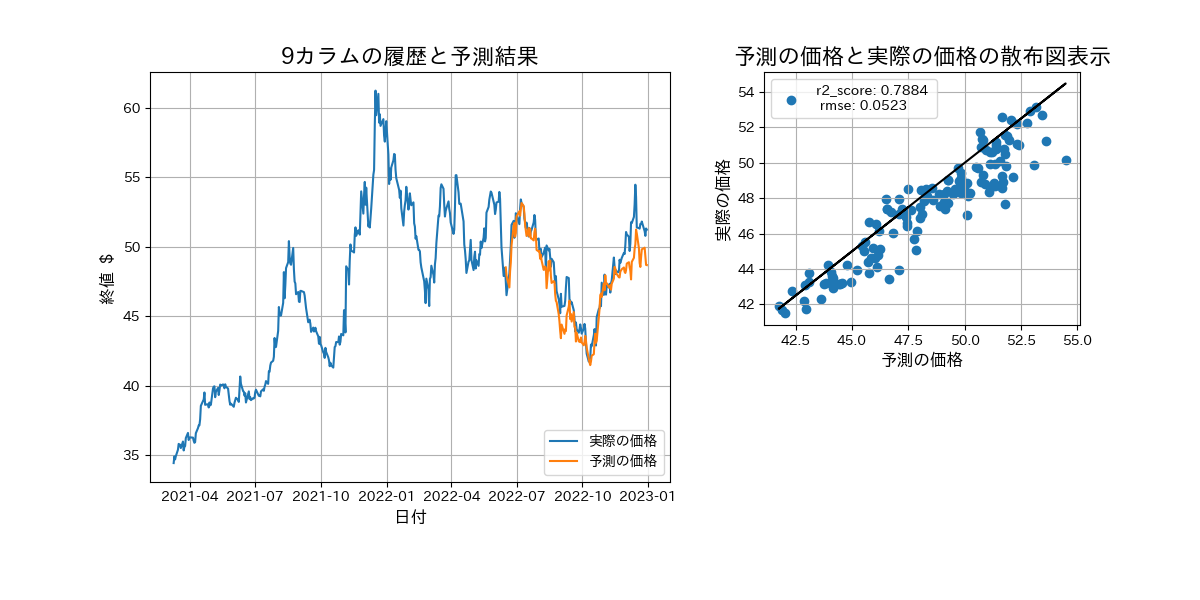 9カラムの履歴と予測結果
終値 $
60
55
50
45
40
35
2021-04 2021-07 2021-10 2022-01 2022-04 2022-07 2022-10 2023-01
日付
実際の価格
予測の価格
予測の価格と実際の価格の散布図表示
r2_score: 0.7884
rmse: 0.0523
実際の価格
54
52
50
48
46
44
42
42.5 45.0 47.5 50.0 52.5 55.0
予測の価格